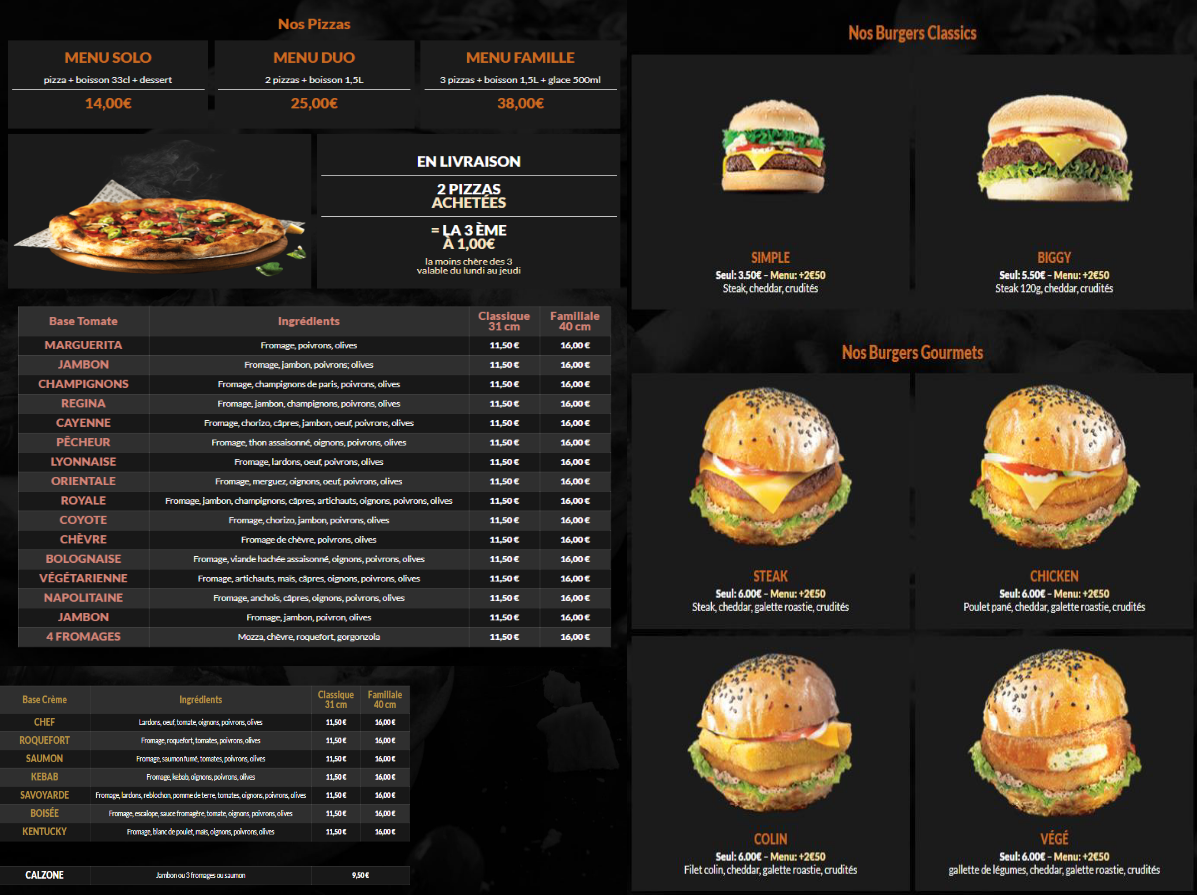 Nos Pizzas
MENU SOLO
pizza + boisson 33cl + dessert
14,00€
MENU DUO
2 pizzas + boisson 1,5L
25,00€
MENU FAMILLE
3 pizzas + boisson 1,5L + glace 500ml
38,00€
EN LIVRAISON
2 PIZZAS
ACHETÉES
= LA 3 ÈME
À 1,00€
la moins chère des 3
valable du lundi au jeudi
Base Tomate Ingrédients Classique 31 cm Familiale 40 cm
MARGUERITA Fromage, poivrons, olives 11,50 € 16,00 €
JAMBON Fromage, jambon, poivrons; olives 11,50 € 16,00 €
CHAMPIGNONS Fromage, champignons de paris, poivrons, olives 11,50 € 16,00 €
REGINA Fromage, jambon, champignons, poivrons, olives 11,50 € 16,00 €
CAYENNE Fromage, chorizo, câpres, jambon, oeuf, poivrons, olives 11,50 € 16,00 €
PÊCHEUR Fromage, thon assaisonné, oignons, poivrons, olives 11,50 € 16,00 €
LYONNAISE Fromage, lardons, oeuf, poivrons, olives 11,50 € 16,00 €
ORIENTALE Fromage, merguez, oignons, oeuf, poivrons, olives 11,50 € 16,00 €
ROYALE Fromage, jambon, champignons, câpres, artichauts, oignons, poivrons, olives 11,50 € 16,00 €
COYOTE Fromage, chorizo, jambon, poivrons, olives 11,50 € 16,00 €
CHÈVRE Fromage de chèvre, poivrons, olives 11,50 € 16,00 €
BOLOGNAISE Fromage, viande hachée assaisonné, oignons, poivrons, olives 11,50 € 16,00 €
VÉGÉTARIENNE Fromage, artichauts, maïs, câpres, oignons, poivrons, olives 11,50 € 16,00 €
NAPOLITAINE Fromage, anchois, câpres, oignons, poivrons, olives 11,50 € 16,00 €
JAMBON Fromage, jambon, poivron, olives 11,50 € 16,00 €
4 FROMAGES Mozza, chèvre, roquefort, gorgonzola 11,50 € 16,00 €
Base Crème Ingrédients Classique 31 cm Familiale 40 cm
CHEF Lardons, oeuf, tomate, oignons, poivrons, olives 11,50 € 16,00 €
ROQUEFORT Fromage, roquefort, tomates, poivrons, olives 11,50 € 16,00 €
SAUMON Fromage, saumon fumé, tomates, poivrons, olives 11,50 € 16,00 €
KEBAB Fromage, kebab, oignons, poivrons, olives 11,50 € 16,00 €
SAVOYARDE Fromage, lardons, reblochon, pomme de terre, tomates, oignons, poivrons, olives 11,50 € 16,00 €
BOISÉE Fromage, escalope, sauce fromagère, tomate, oignons, poivrons, olives 11,50 € 16,00 €
KENTUCKY Fromage, blanc de poulet, maïs, oignons, poivrons, olives 11,50 € 16,00 €
CALZONE Jambon ou 3 fromages ou saumon 9,50 €
Nos Burgers Classics
SIMPLE
Seul: 3.50€ – Menu: +2€50
Steak, cheddar, crudités
BIGGY
Seul: 5.50€ – Menu: +2€50
Steak 120g, cheddar, crudités
Nos Burgers Gourmets
STEAK
Seul: 6.00€ – Menu: +2€50
Steak, cheddar, galette roastie, crudités
CHICKEN
Seul: 6.00€ – Menu: +2€50
Poulet pané, cheddar, galette roastie, crudités
COLIN
Seul: 6.00€ – Menu: +2€50
Filet colin, cheddar, galette roastie, crudités
VÉGÉ
Seul: 6.00€ – Menu: +2€50
gallette de légumes, cheddar, galette roastie, crudités